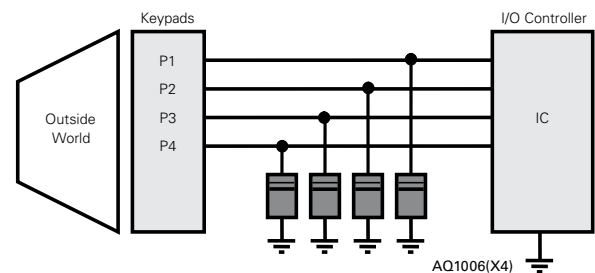 Keypads
I/O Controller
P1
P2
P3
P4
Outside
World
IC
AQ1006(X4)